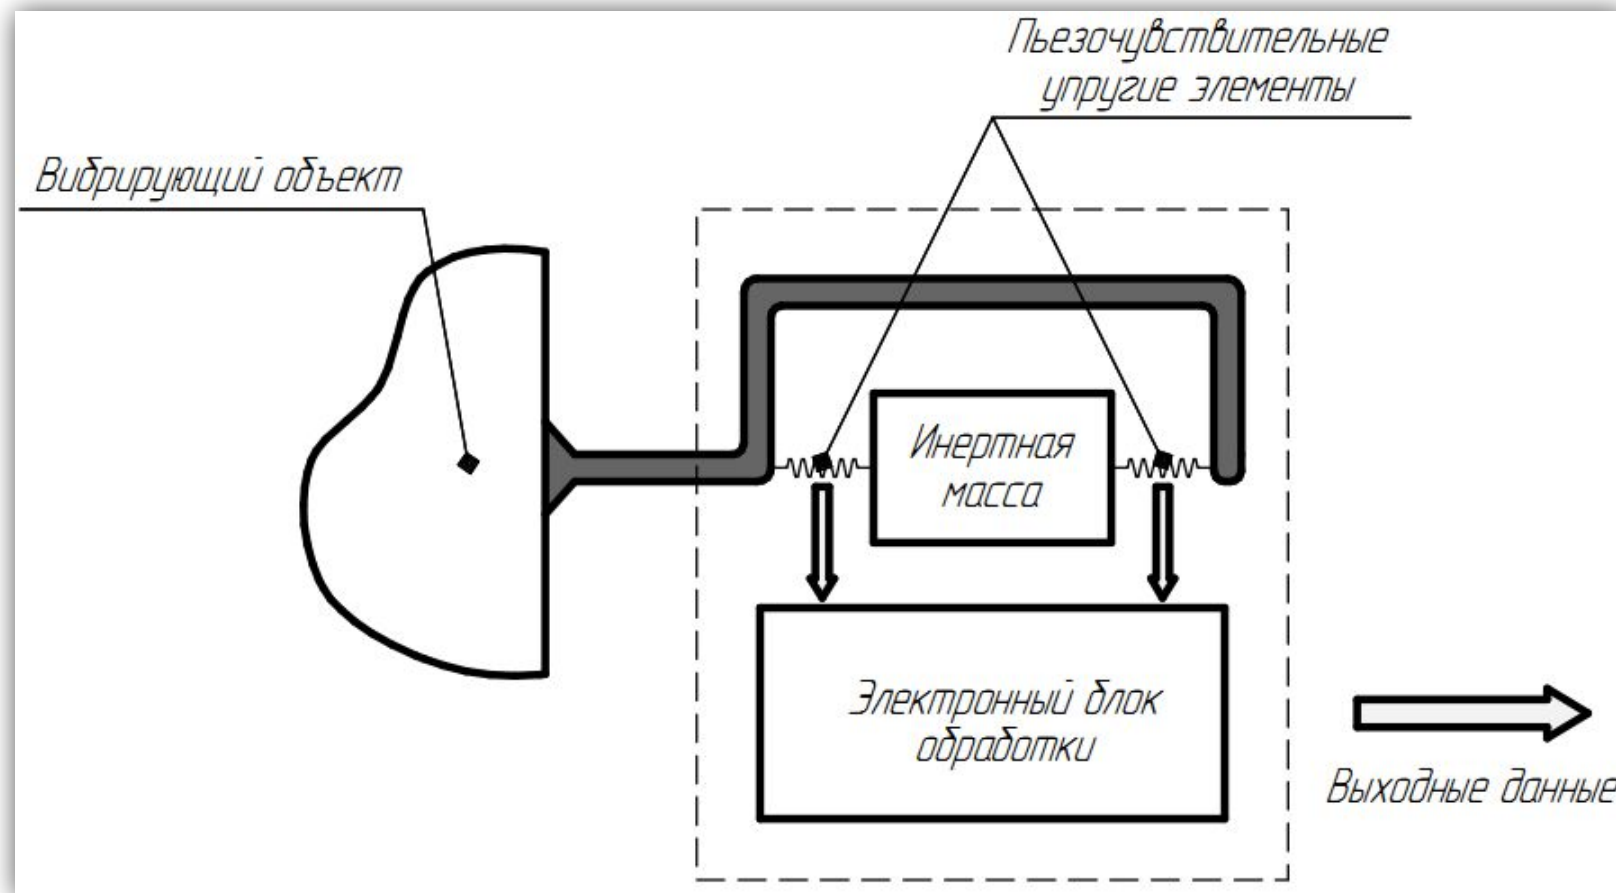 Пьезочувствительные
упругие элементы
Вибрирующий объект
Инертная
масса
Электронный блок
обработки
Выходные данные